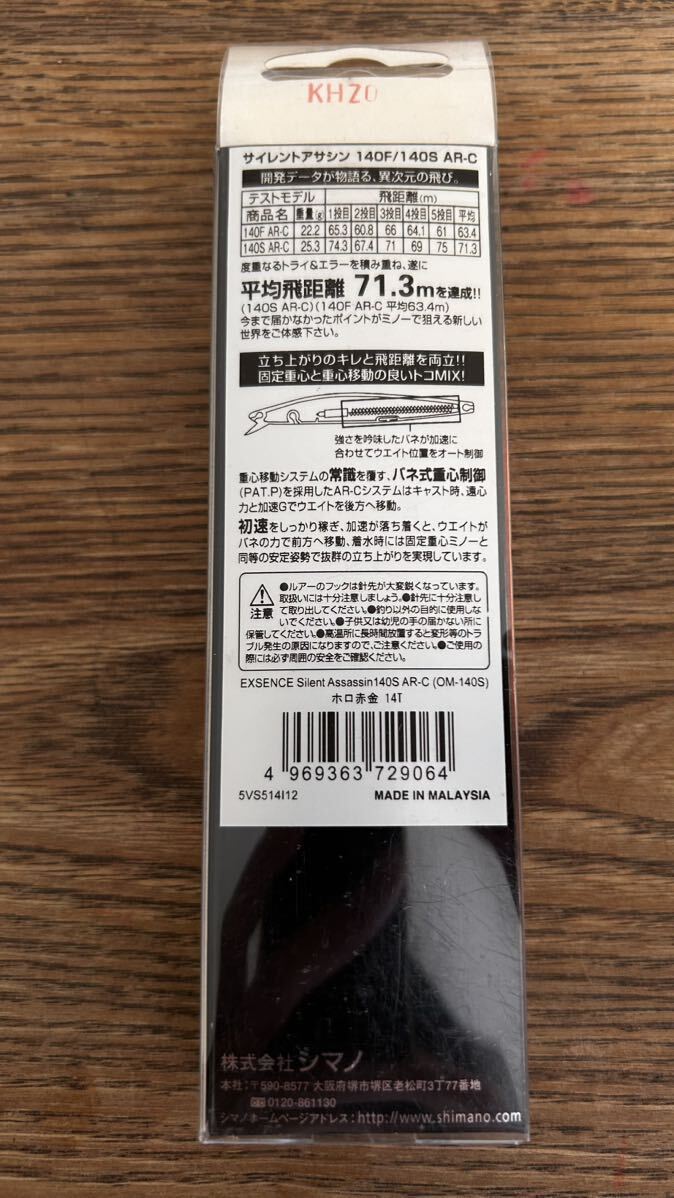 KHZ0
サイレントアサシン 140F/140S AR-C
開発データが物語る、異次元の飛び。
テストモデル 飛距離(m)
商品名 重量(g) 1投目 2投目 3投目 4投目 5投目 平均
140F AR-C 22.2 65.3 60.8 66 64.1 61 63.4
140S AR-C 25.3 74.3 67.4 71 69 75 71.3
度重なるトライ&エラーを積み重ね、遂に
平均飛距離 71.3mを達成!!
(140S AR-C)(140F AR-C 平均63.4m)
今まで届かなかったポイントがミノーで狙える新しい
世界をご体感下さい。
立ち上がりのキレと飛距離を両立!!
固定重心と重心移動の良いトコMIX!
強さを吟味したバネが加速に
合わせてウエイト位置をオート制御
重心移動システムの常識を覆す、バネ式重心制御
(PAT.P)を採用したAR-Cシステムはキャスト時、遠心
力と加速Gでウエイトを後方へ移動。
初速をしっかり稼ぎ、加速が落ち着くと、ウエイトが
バネの力で前方へ移動、着水時には固定重心ミノーと
同等の安定姿勢で抜群の立ち上がりを実現しています。
注意
●ルアーのフックは針先が大変鋭くなっています。
取扱いには十分注意しましょう。●針先に十分注意し
て取り出してください。●釣り以外の目的に使用しな
いでください。●子供又は幼児の手の届かない所に
保管してください。●高温所に長時間放置すると変形等のトラ
ブル発生の原因になりますので、ご注意ください。●ご使用の
際には必ず周囲の安全をご確認ください。
EXSENCE Silent Assassin140S AR-C (OM-140S)
ホロ赤金 14T
4 969363 729064
5VS514I12 MADE IN MALAYSIA
株式会社 シマノ
本社:〒590-8577 大阪府堺市堺区老松町3丁77番地
0120-861130
シマノホームページアドレス:http://www.shimano.com